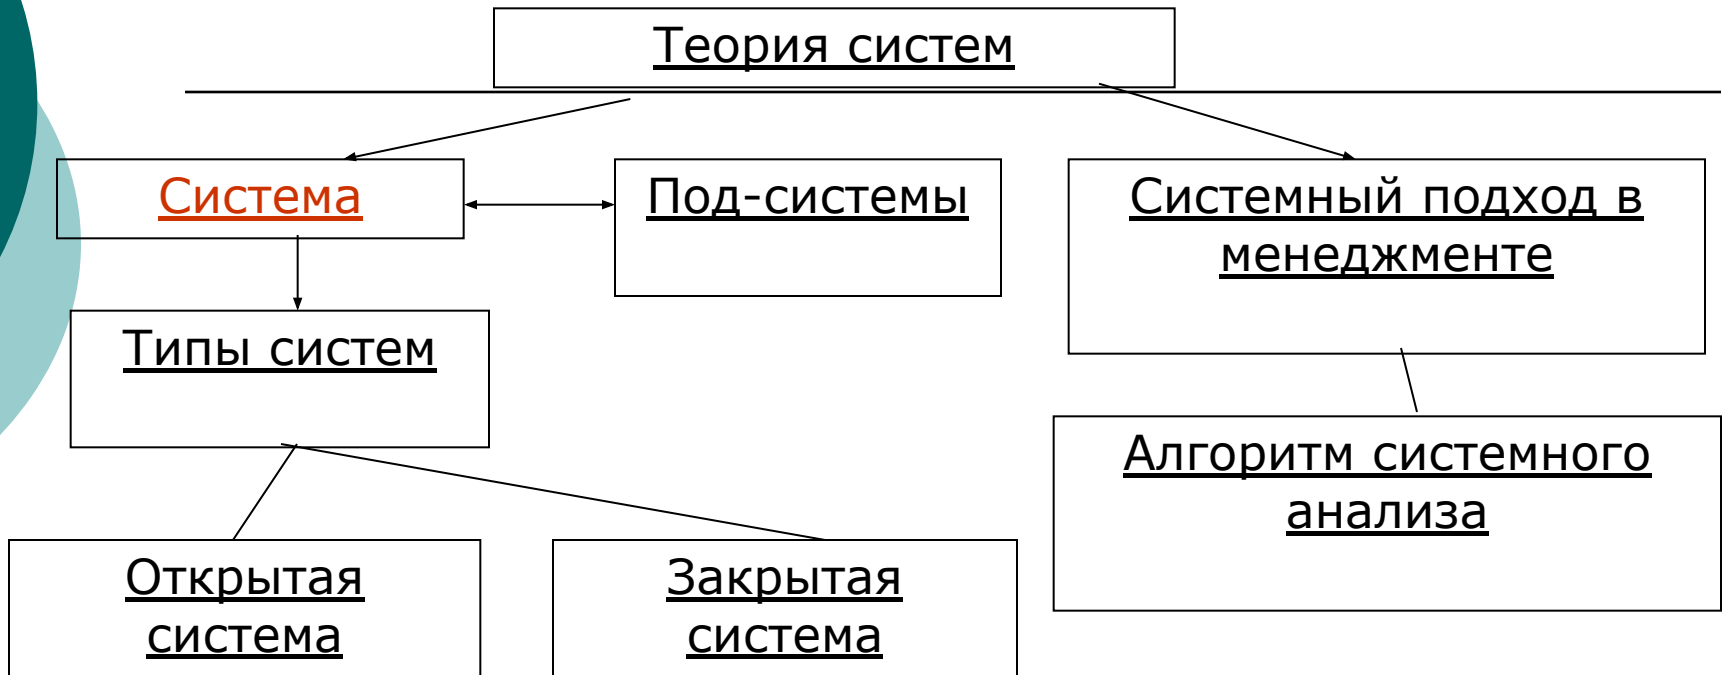 Теория систем
Система
Под-системы
Системный подход в
менеджменте
Типы систем
Алгоритм системного
анализа
Открытая
система
Закрытая
система